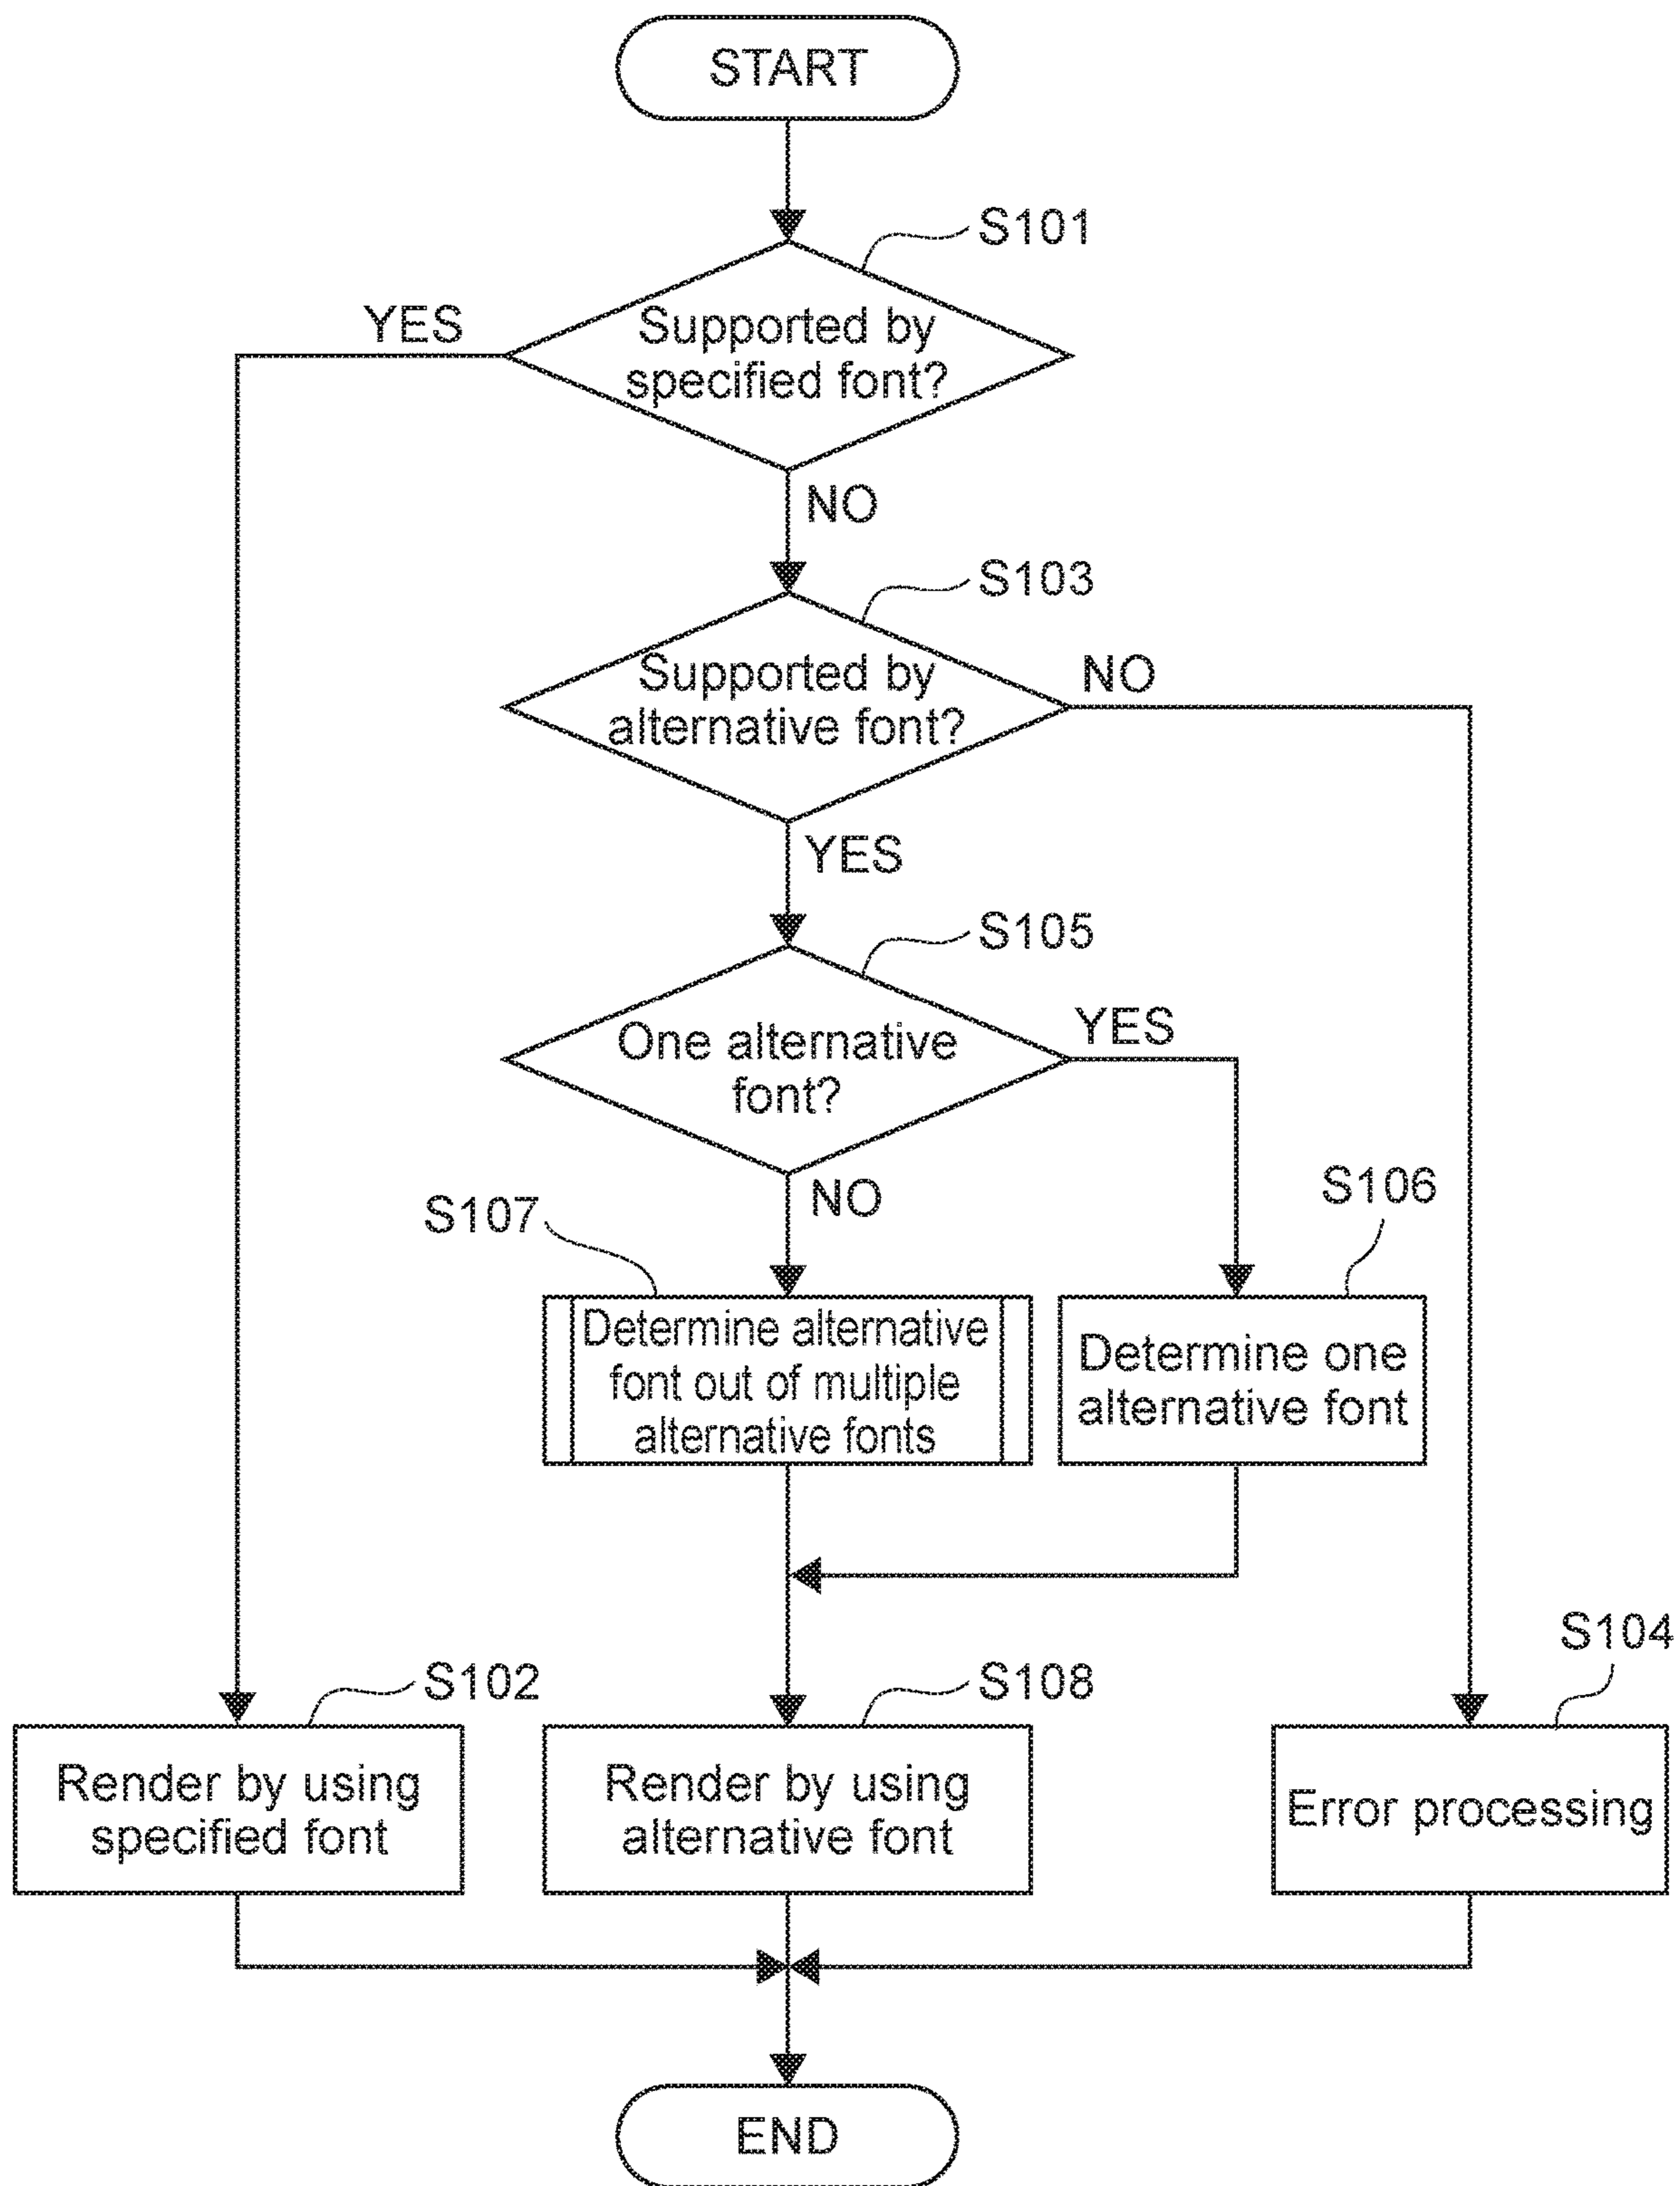 START
S101
YES
Supported by
specified font?
NO
S103
Supported by
alternative font?
NO
YES
S105
One alternative
font?
YES
NO
S106
S107
Determine alternative
font out of multiple
alternative fonts
Determine one
alternative font
S104
S102
S108
Render by using
specified font
Render by using
alternative font
Error processing
END